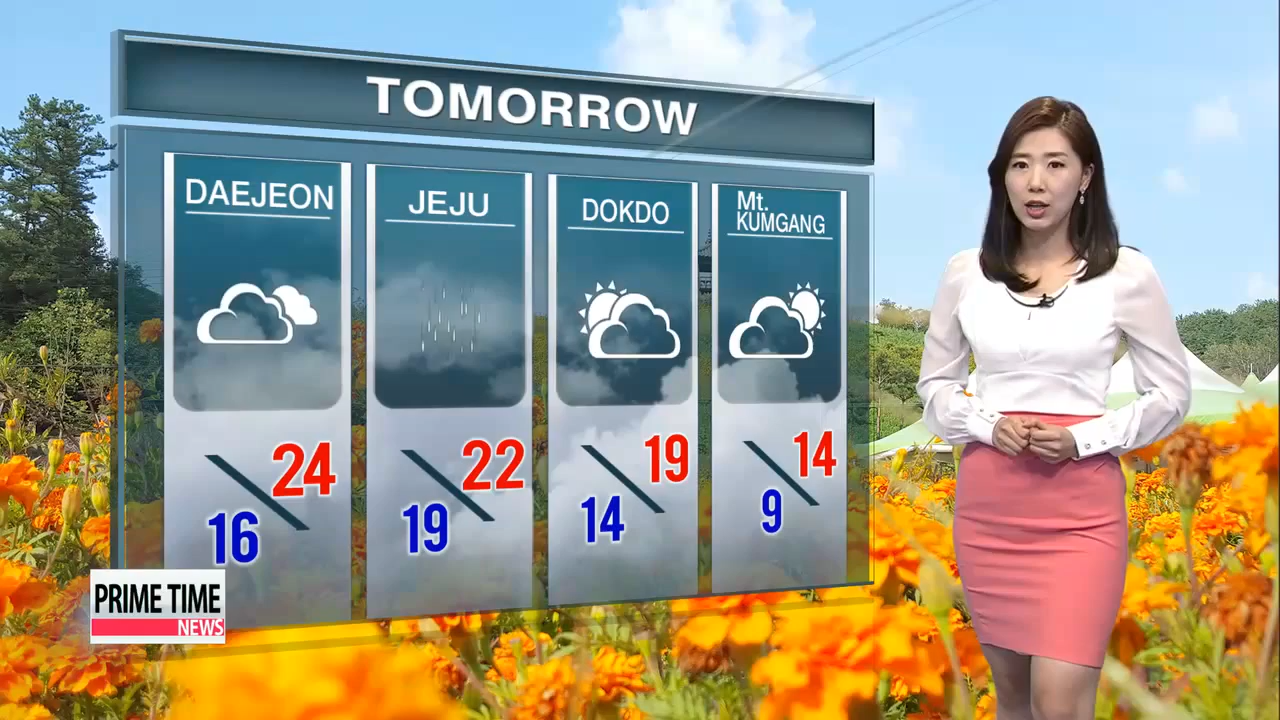 TOMORROW
DAEJEON
JEJU
DOKDO
Mt.
KUMGANG
24
16
22
19
19
14
14
9
PRIME TIME
NEWS